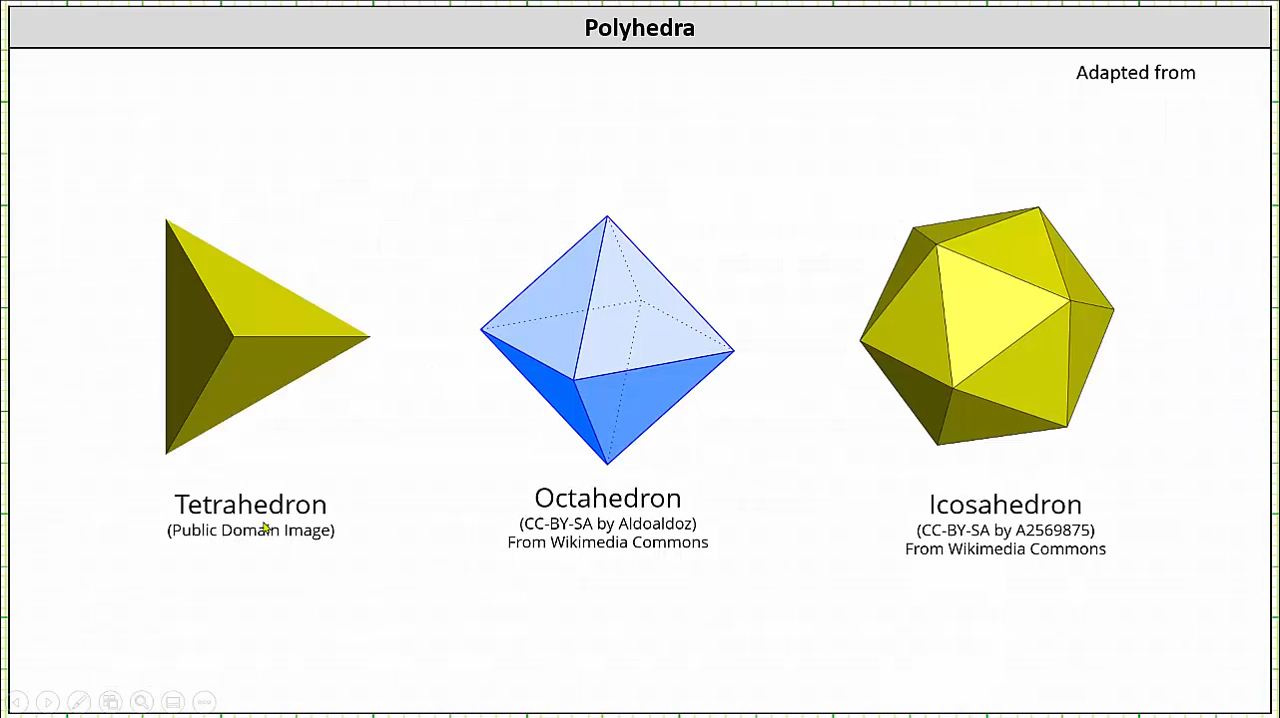 Polyhedra
Adapted from
Tetrahedron
(Public Domain Image)
Octahedron
(CC-BY-SA by Aldoaldoz)
From Wikimedia Commons
Icosahedron
(CC-BY-SA by A2569875)
From Wikimedia Commons